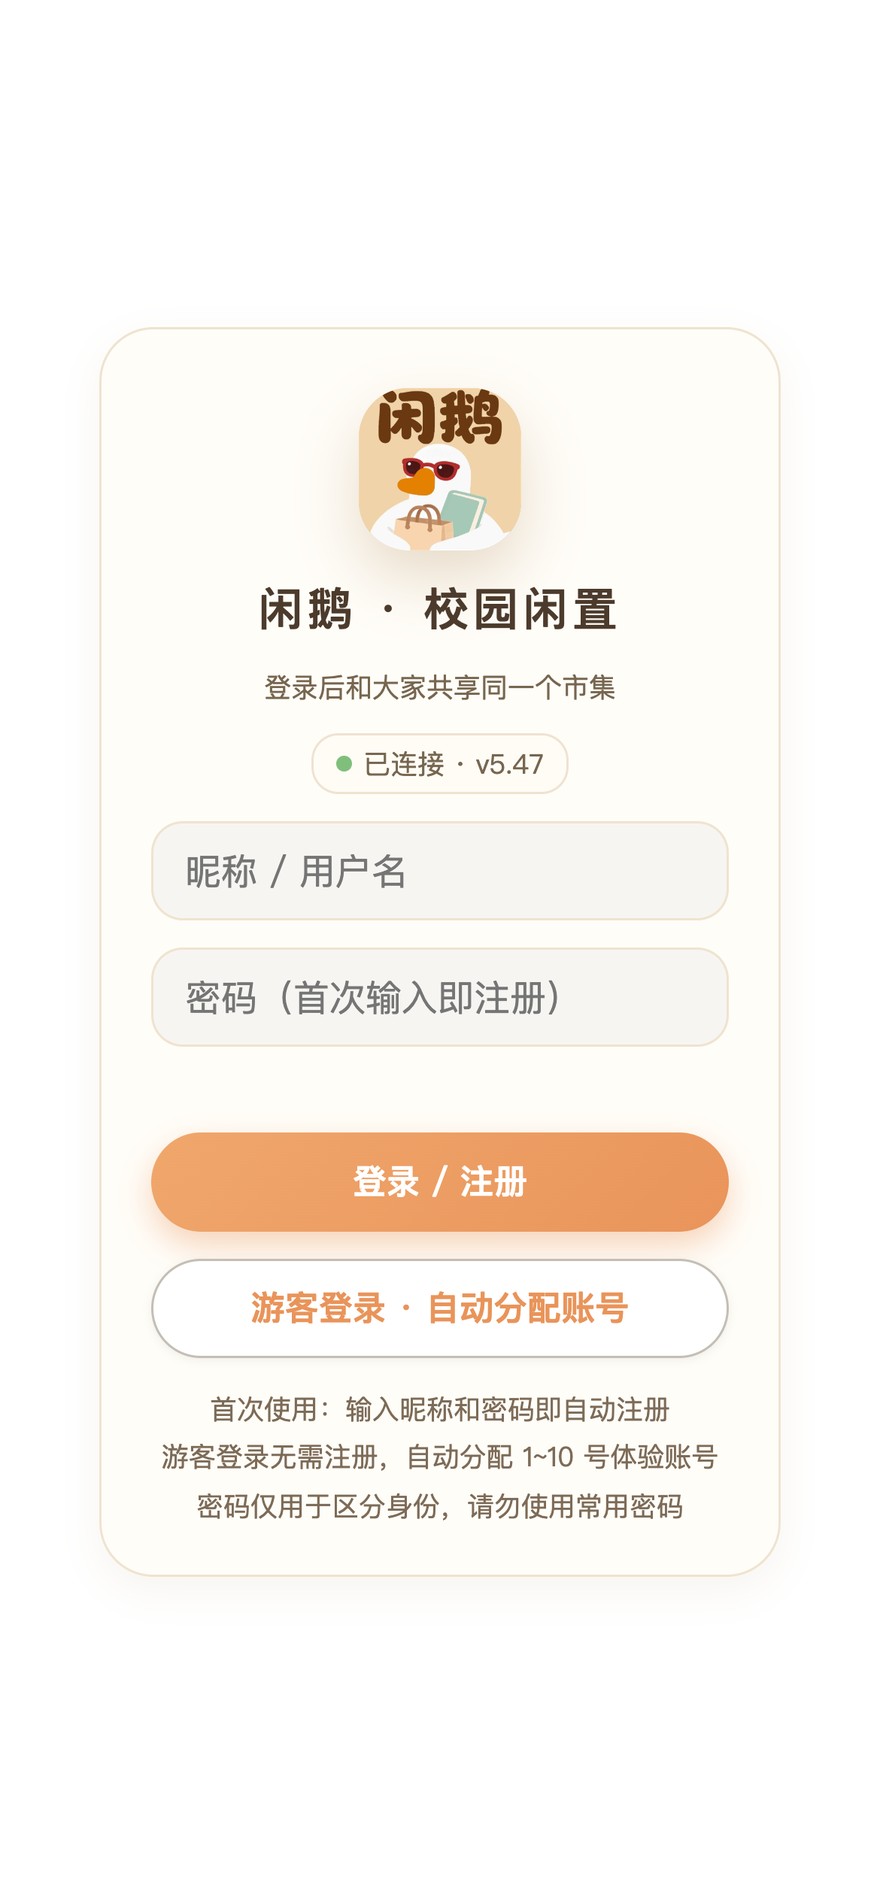 闲鹅
闲鹅 · 校园闲置
登录后和大家共享同一个市集
已连接 · v5.47
昵称 / 用户名
密码（首次输入即注册）
登录 / 注册
游客登录 · 自动分配账号
首次使用：输入昵称和密码即自动注册
游客登录无需注册，自动分配 1~10 号体验账号
密码仅用于区分身份，请勿使用常用密码